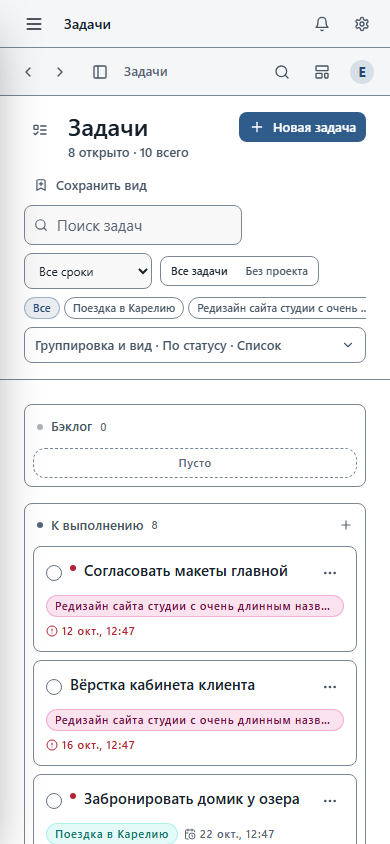 Задачи
Задачи
E
Задачи
Новая задача
8 открыто · 10 всего
Сохранить вид
Поиск задач
Все сроки
Все задачи
Без проекта
Все
Поездка в Карелию
Редизайн сайта студии с очень ..
Группировка и вид · По статусу · Список
Бэклог 0
Пусто
К выполнению 8
Согласовать макеты главной
Редизайн сайта студии с очень длинным назв...
12 окт., 12:47
Вёрстка кабинета клиента
Редизайн сайта студии с очень длинным назв...
16 окт., 12:47
Забронировать домик у озера
Поездка в Карелию
22 окт., 12:47